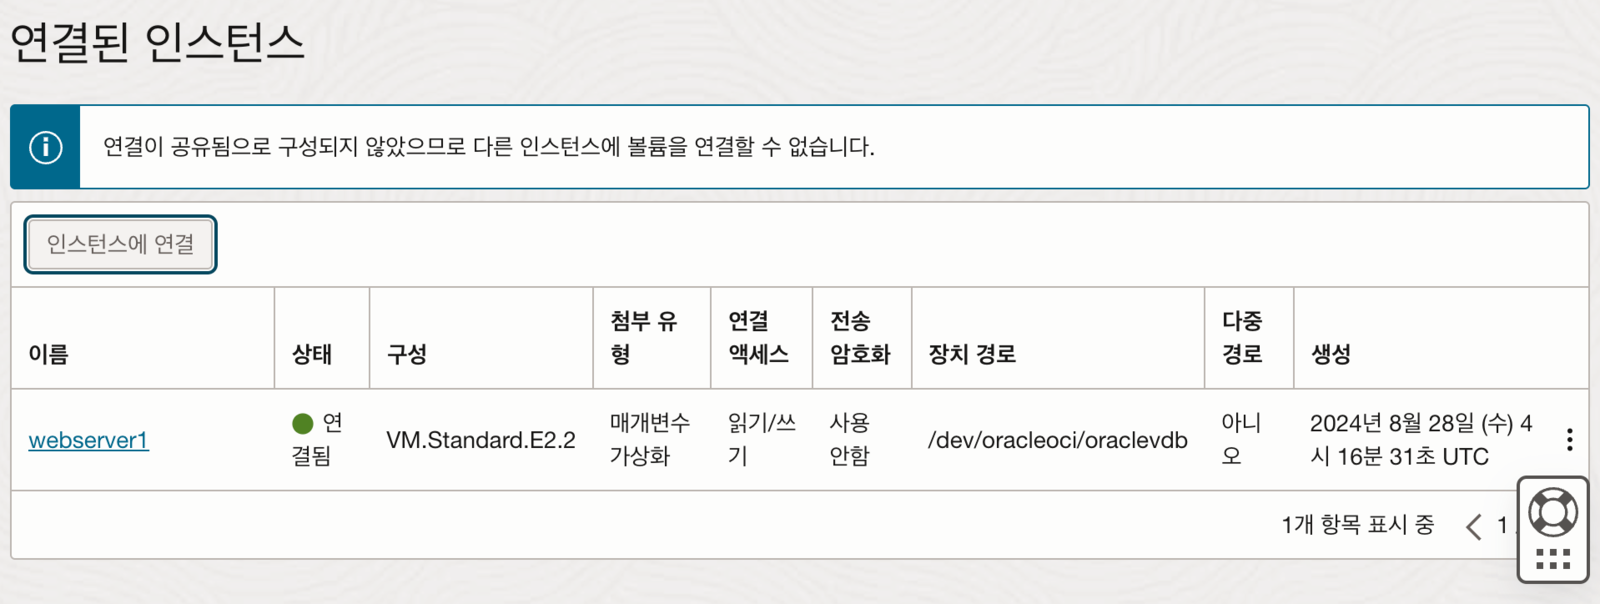 연결된 인스턴스
연결이 공유됨으로 구성되지 않았으므로 다른 인스턴스에 볼륨을 연결할 수 없습니다.
인스턴스에 연결
이름
상태
구성
첨부 유
형
연결
액세스
전송
암호화
장치 경로
다중
경로
생성
webserver1
연
결됨
VM.Standard.E2.2
매개변수
가상화
읽기/쓰
기
사용
안함
/dev/oracleoci/oraclevdb
아니
오
2024년 8월 28일 (수) 4
시 16분 31초 UTC
1개 항목 표시 중
1